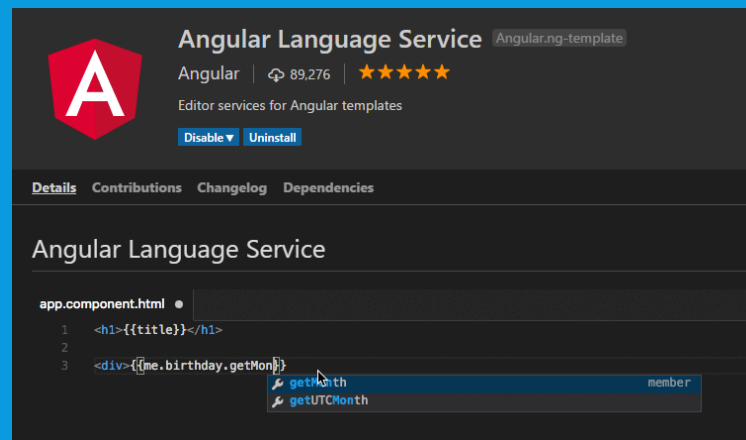 Angular Language Service Angular.ng-template
Angular 89,276
Editor services for Angular templates
Disable Uninstall
Details Contributions Changelog Dependencies
Angular Language Service
app.component.html
1 <h1>{{title}}</h1>
2
3 <div>{{me.birthday.getMon}}
getMonth member
getUTCMonth